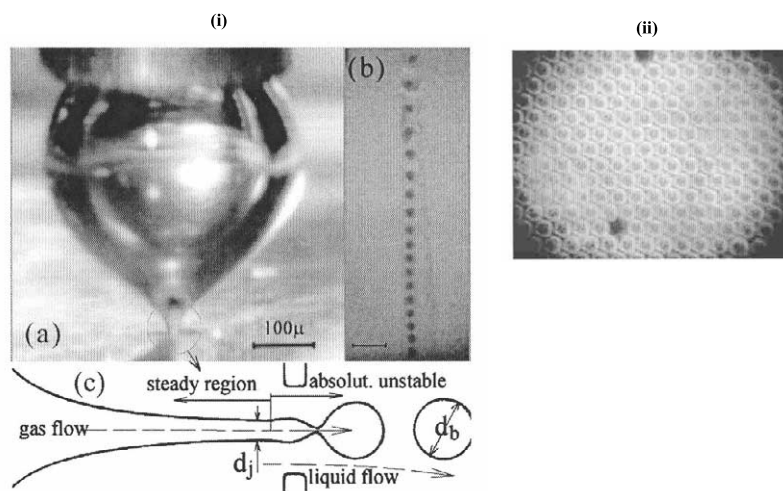 (i)
(ii)
(b)
(a)
100μ
(c)
steady region
absolut. unstable
gas flow
d_b
d_j
liquid flow